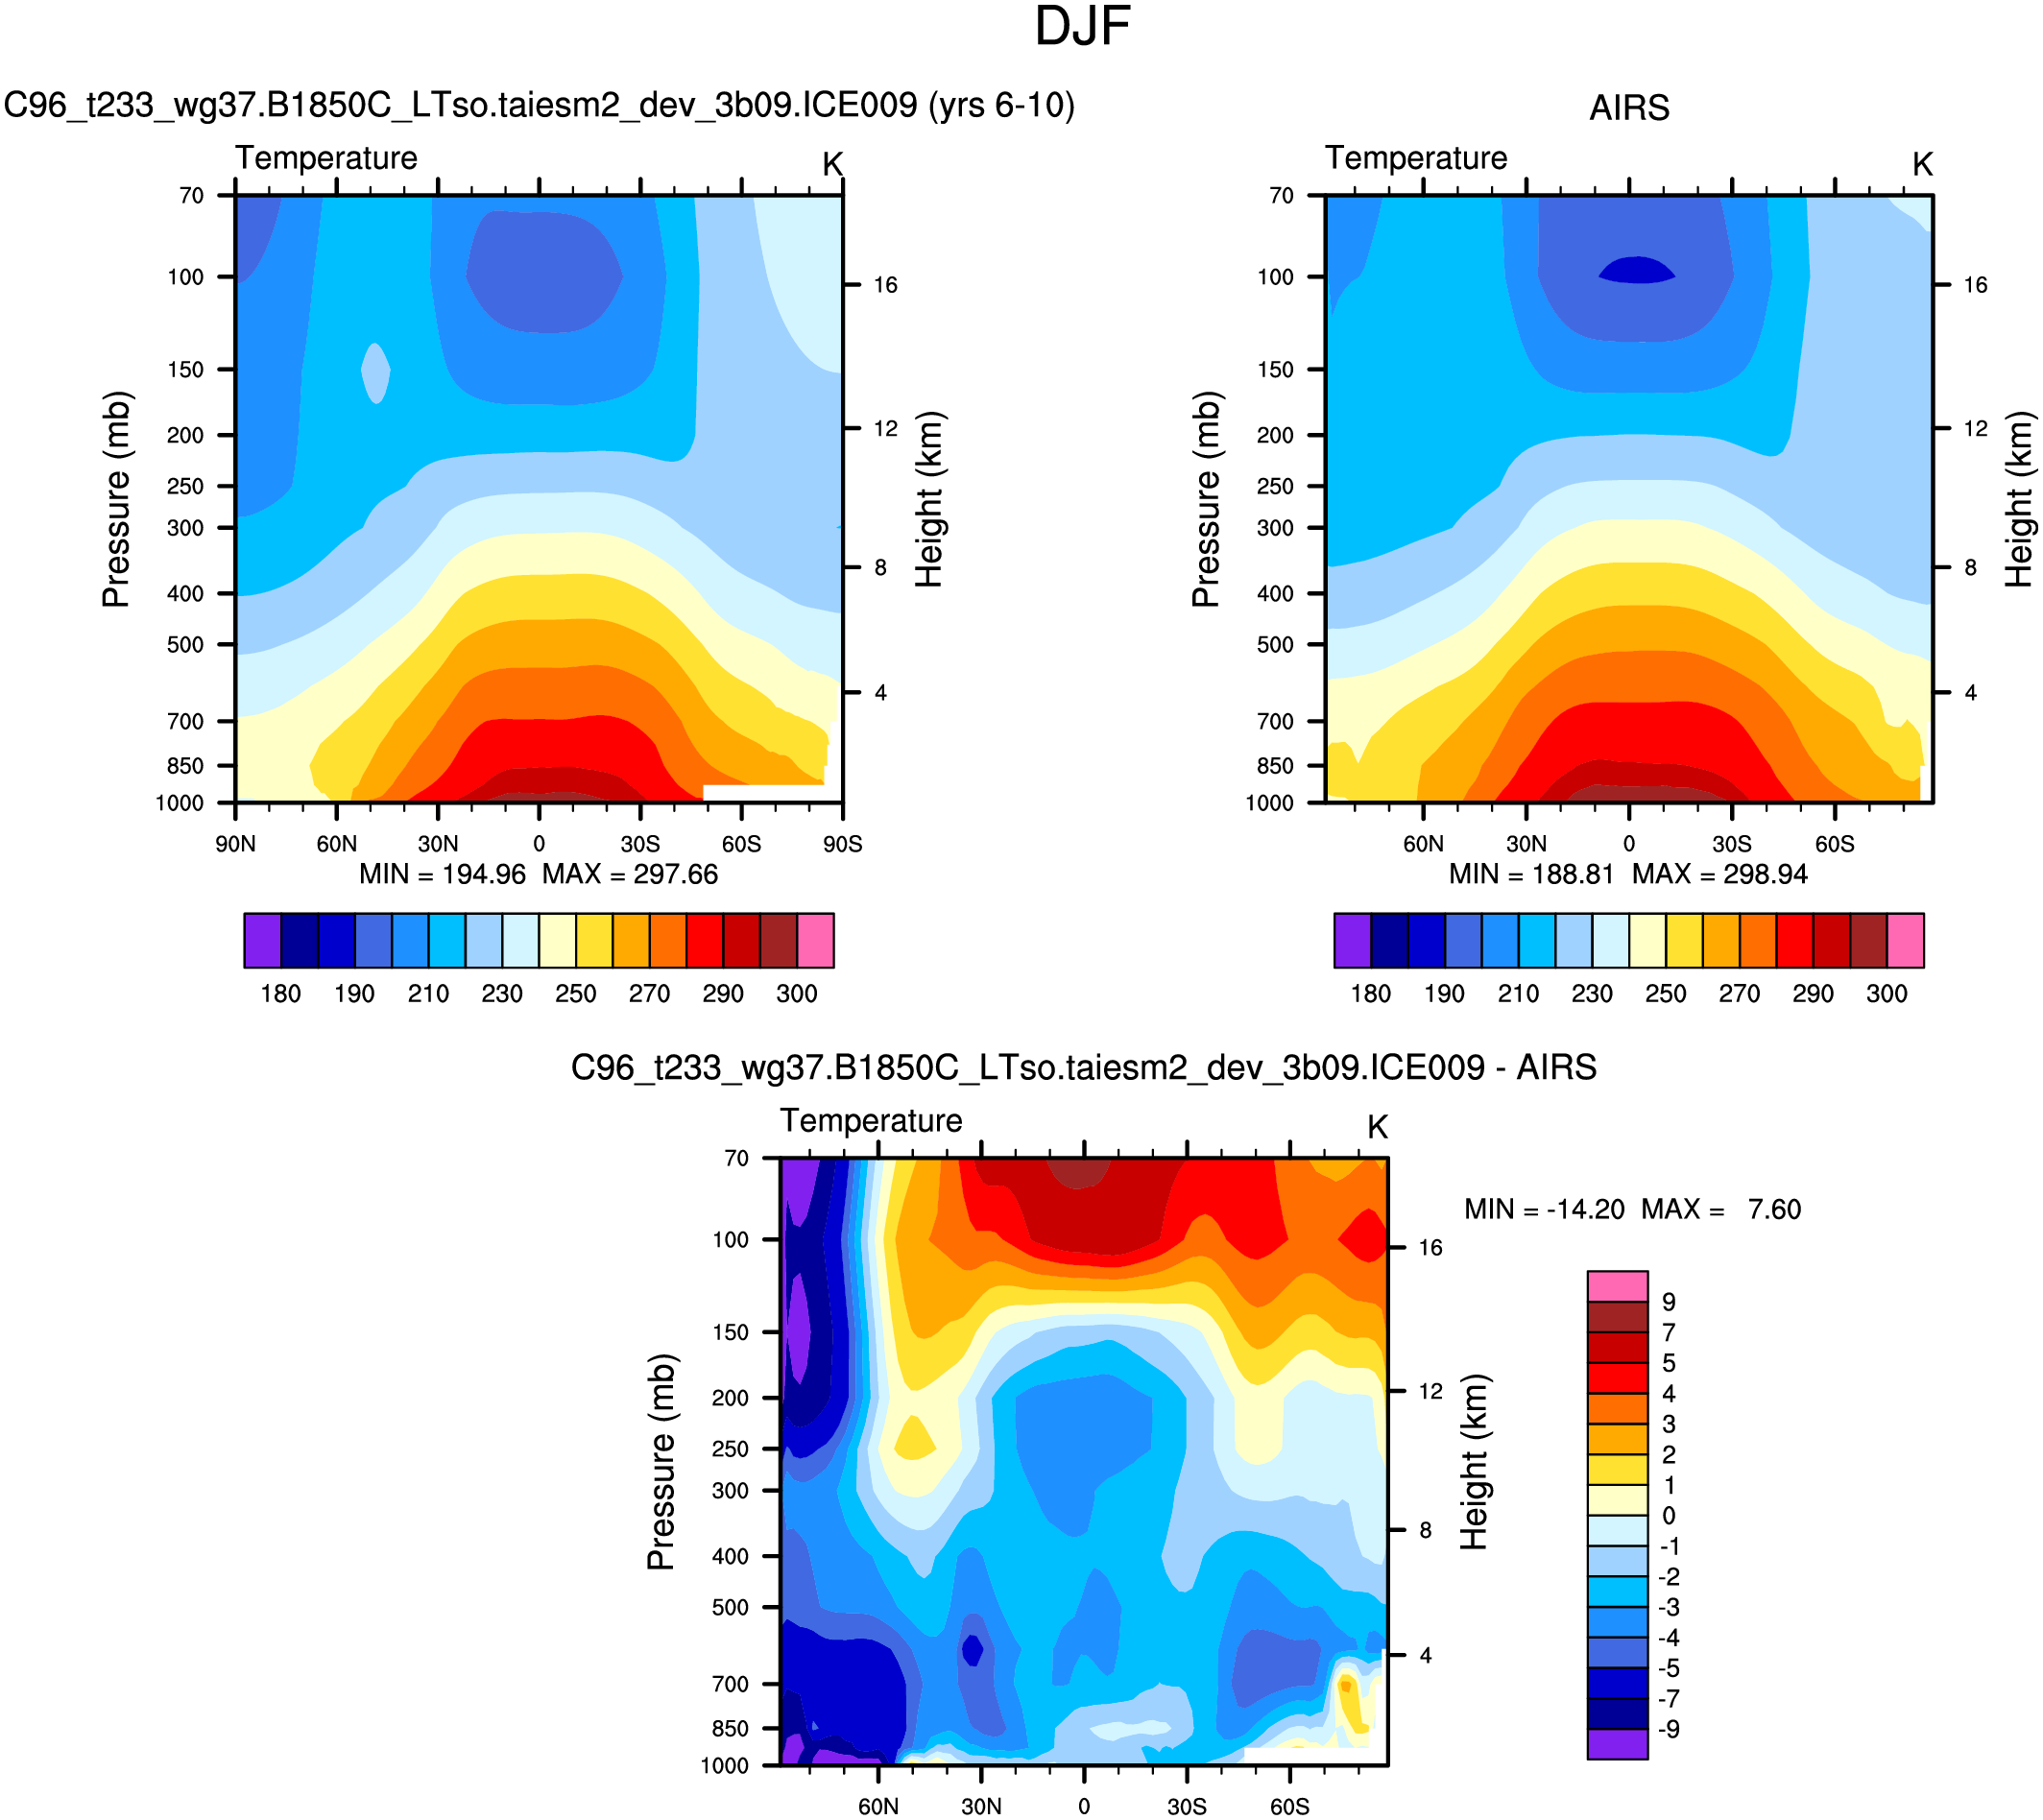 DJF
C96_t233_wg37.B1850C_LTso.taiesm2_dev_3b09.ICE009 (yrs 6-10)
Temperature K
70
100
150
200
250
300
400
500
700
850
1000
Pressure (mb)
16
12
8
4
Height (km)
90N 60N 30N 0 30S 60S 90S
MIN = 194.96 MAX = 297.66
180 190 210 230 250 270 290 300
AIRS
Temperature K
70
100
150
200
250
300
400
500
700
850
1000
Pressure (mb)
16
12
8
4
Height (km)
60N 30N 0 30S 60S
MIN = 188.81 MAX = 298.94
180 190 210 230 250 270 290 300
C96_t233_wg37.B1850C_LTso.taiesm2_dev_3b09.ICE009 - AIRS
Temperature K
70
100
150
200
250
300
400
500
700
850
1000
Pressure (mb)
16
12
8
4
Height (km)
60N 30N 0 30S 60S
MIN = -14.20 MAX = 7.60
9
7
5
4
3
2
1
0
-1
-2
-3
-4
-5
-7
-9